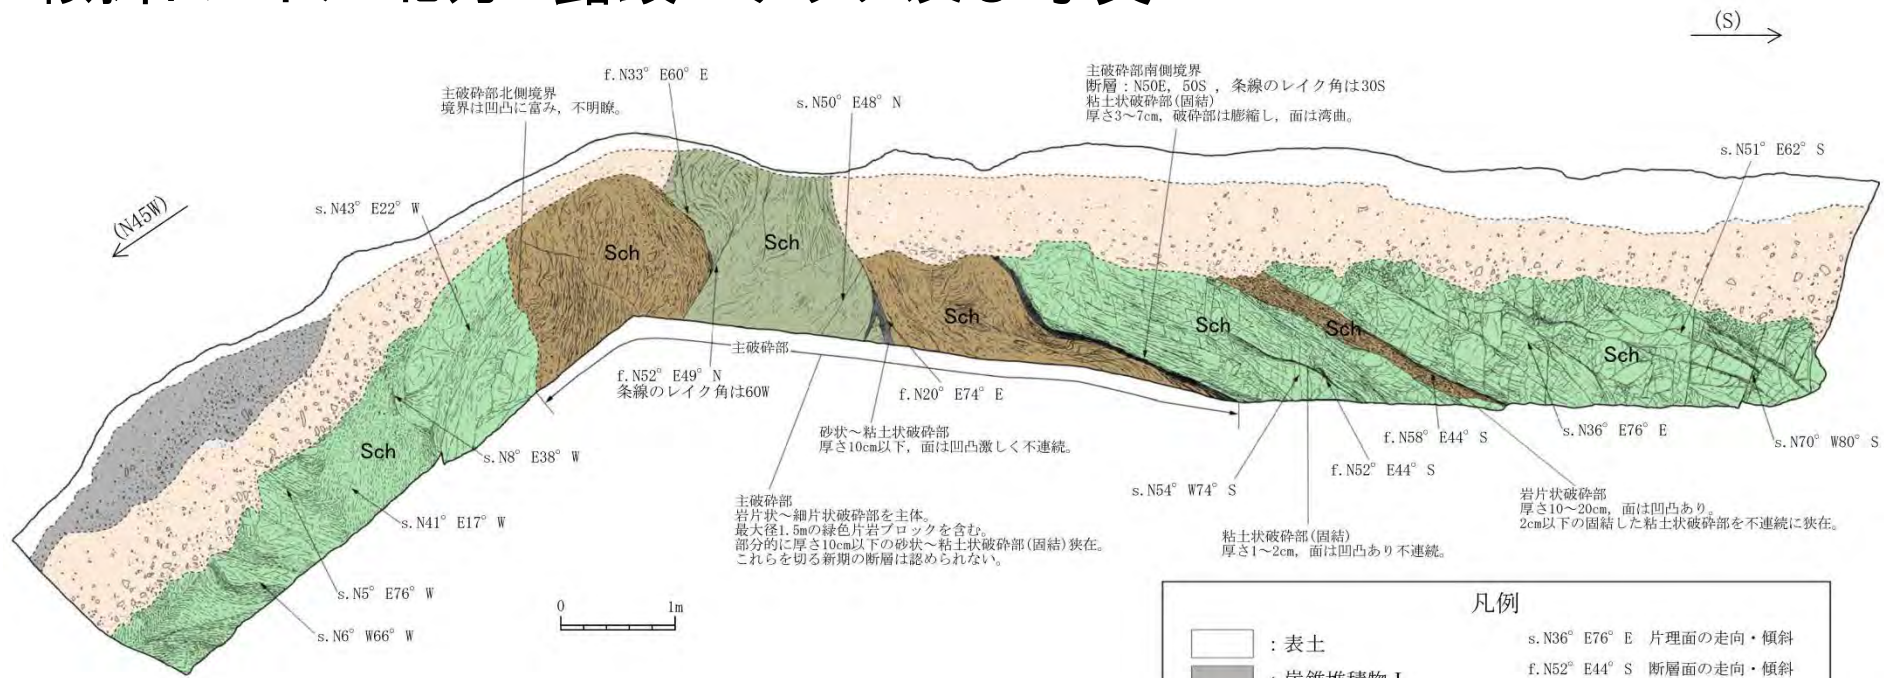 (S)
f.N33° E60° E
主破砕部北側境界
境界は凹凸に富み，不明瞭。
s.N50° E48° N
主破砕部南側境界
断層：N50E, 50S ，条線のレイク角は30S
粘土状破砕部(固結)
厚さ3～7cm，破砕部は膨縮し，面は湾曲。
s.N51° E62° S
(N45W)
s.N43° E22° W
Sch
Sch
Sch
Sch
Sch
Sch
Sch
主破砕部
f.N52° E49° N
条線のレイク角は60W
f.N20° E74° E
砂状～粘土状破砕部
厚さ10cm以下，面は凹凸激しく不連続。
s.N8° E38° W
s.N41° E17° W
s.N5° E76° W
s.N6° W66° W
主破砕部
岩片状～細片状破砕部を主体。
最大径1.5mの緑色片岩ブロックを含む。
部分的に厚さ10cm以下の砂状～粘土状破砕部(固結)狭在。
これらを切る新期の断層は認められない。
s.N54° W74° S
f.N52° E44° S
f.N58° E44° S
s.N36° E76° E
s.N70° W80° S
粘土状破砕部(固結)
厚さ1～2cm，面は凹凸あり不連続。
岩片状破砕部
厚さ10～20cm，面は凹凸あり。
2cm以下の固結した粘土状破砕部を不連続に狭在。
0 1m
凡例
：表土
s.N36° E76° E 片理面の走向・傾斜
f.N52° E44° S 断層面の走向・傾斜